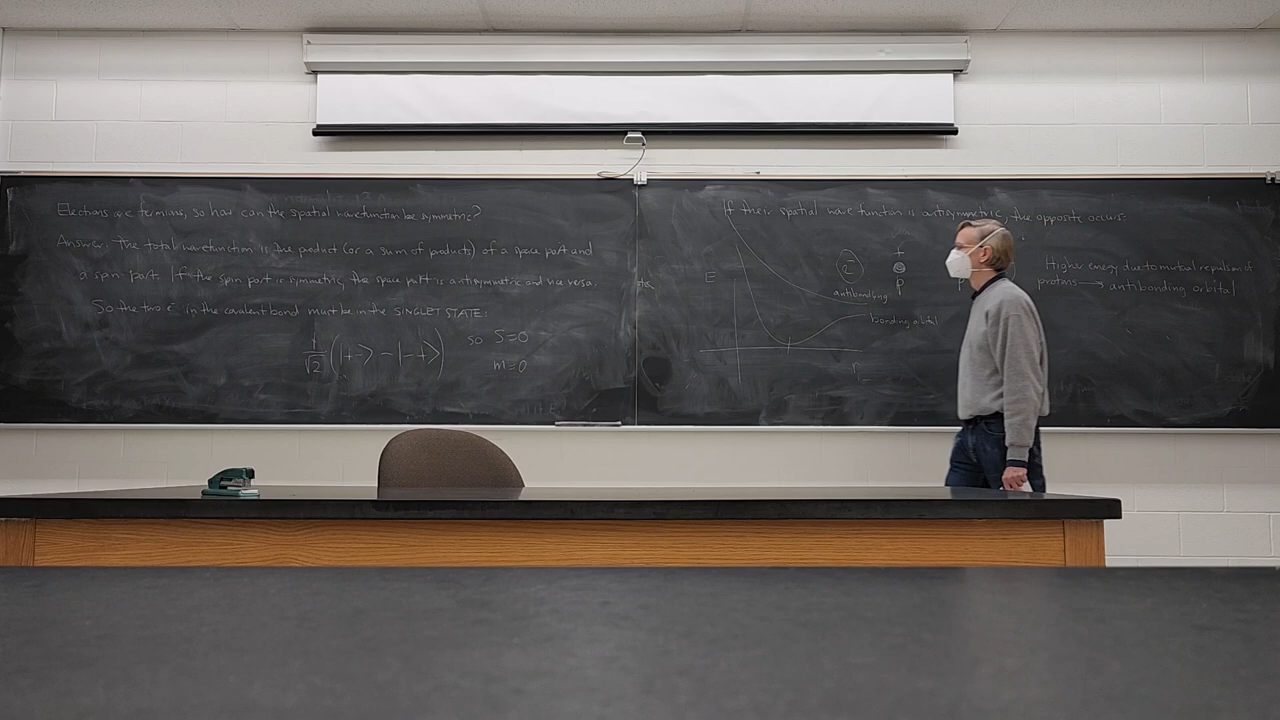 Electrons are fermions, so how can the spatial wavefunction be symmetric?
Answer: The total wavefunction is the product (or a sum of products) of a space part and
a spin part. If the spin part is symmetric, the space part is antisymmetric and vice versa.
So the two e⁻ in the covalent bond must be in the SINGLET STATE:
1/√2 (|+-> - |-+>) so S=0
m=0
If their spatial wave function is antisymmetric, the opposite occurs:
E
e⁻
+
p
p
antibonding
bonding orbital
r
Higher energy due to mutual repulsion of
protons → antibonding orbital